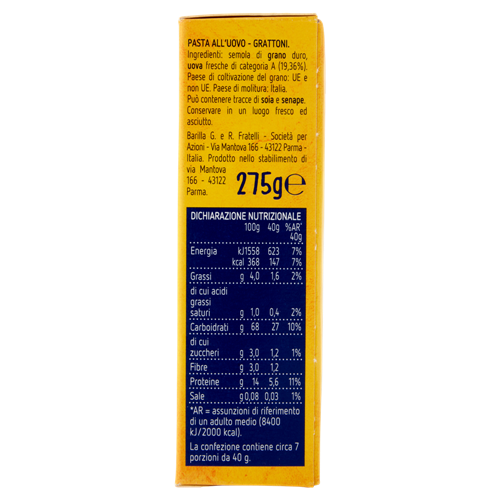 PASTA ALL'UOVO - GRATTONI.
Ingredienti: semola di grano duro,
uova fresche di categoria A (19,36%).
Paese di coltivazione del grano: UE e
non UE. Paese di molitura: Italia.
Può contenere tracce di soia e senape.
Conservare in un luogo fresco ed
asciutto.
Barilla G. e R. Fratelli - Società per
Azioni - Via Mantova 166 - 43122 Parma -
Italia. Prodotto nello stabilimento di
via Mantova
166 - 43122
Parma.
275g℮
DICHIARAZIONE NUTRIZIONALE
100g 40g %AR*
40g
Energia kJ1558 623 7%
kcal 368 147 7%
Grassi g 4,0 1,6 2%
di cui acidi
grassi
saturi g 1,0 0,4 2%
Carboidrati g 68 27 10%
di cui
zuccheri g 3,0 1,2 1%
Fibre g 3,0 1,2
Proteine g 14 5,6 11%
Sale g0,08 0,03 1%
*AR = assunzioni di riferimento
di un adulto medio (8400
kJ/2000 kcal).
La confezione contiene circa 7
porzioni da 40 g.